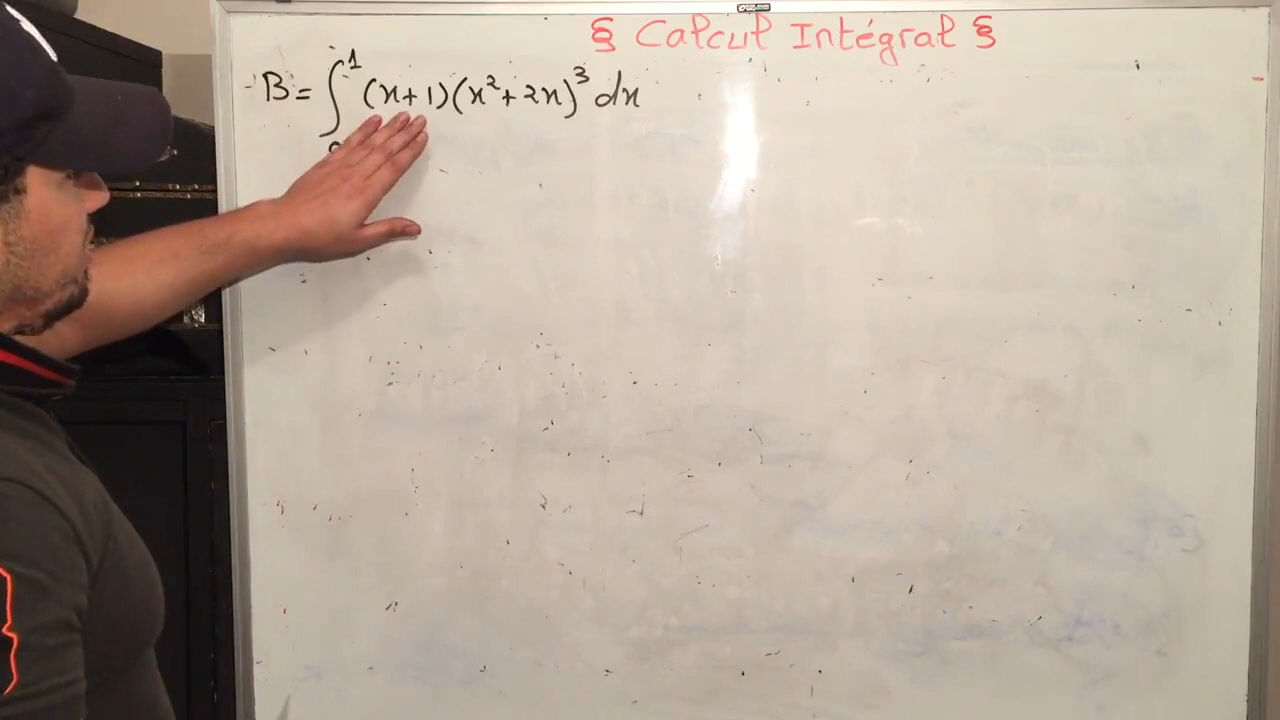 § Calcul Intégral §
B = ∫₀¹ (x+1)(x²+2x)³ dx